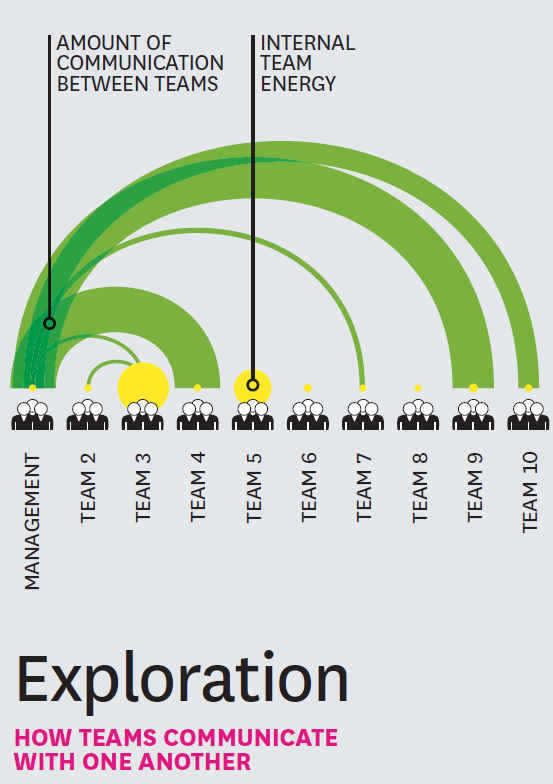 AMOUNT OF
COMMUNICATION
BETWEEN TEAMS
INTERNAL
TEAM
ENERGY
MANAGEMENT
TEAM 2
TEAM 3
TEAM 4
TEAM 5
TEAM 6
TEAM 7
TEAM 8
TEAM 9
TEAM 10
Exploration
HOW TEAMS COMMUNICATE
WITH ONE ANOTHER